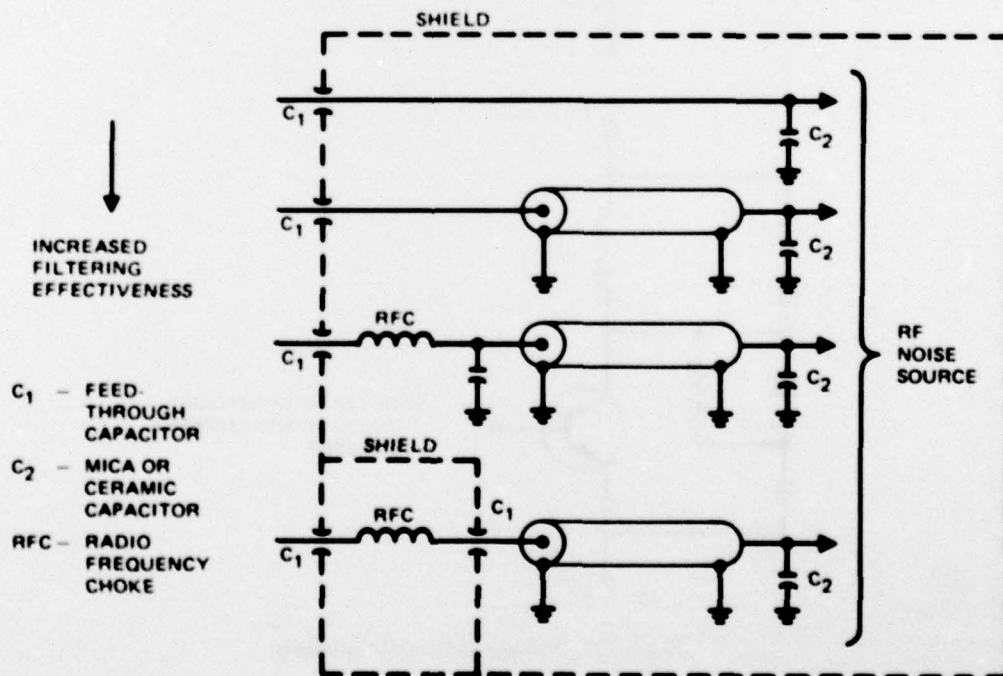 SHIELD
C1
C2
C1
C2
INCREASED
FILTERING
EFFECTIVENESS
RFC
C1
C2
RF
NOISE
SOURCE
C1 – FEED-
THROUGH
CAPACITOR
C2 – MICA OR
CERAMIC
CAPACITOR
RFC – RADIO
FREQUENCY
CHOKE
SHIELD
RFC
C1
C1
C2